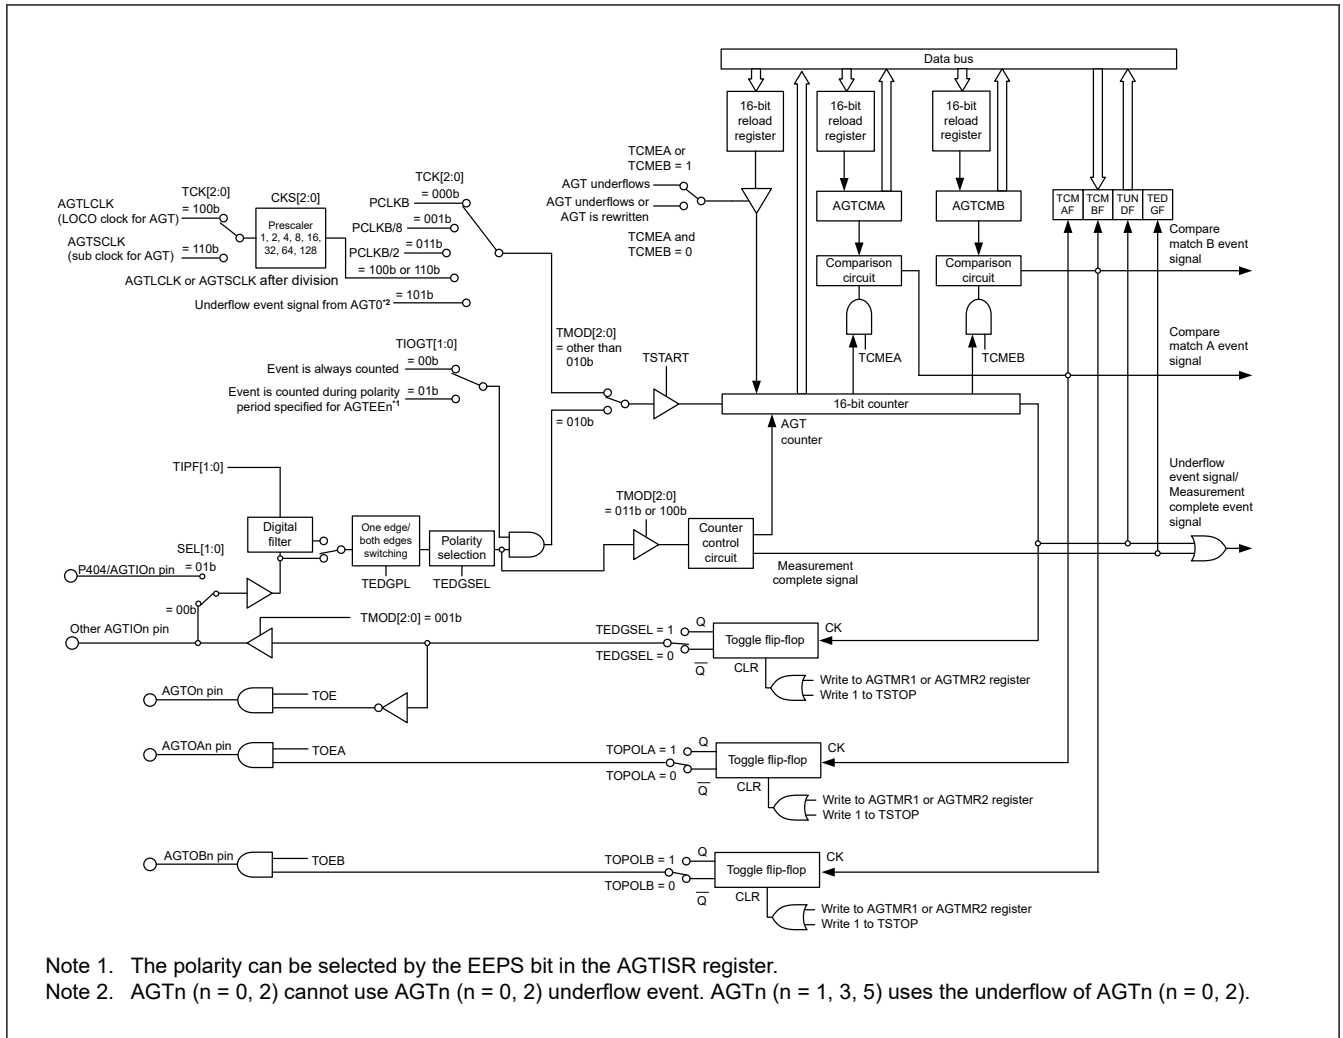 Data bus
16-bit
reload
register
16-bit
reload
register
16-bit
reload
register
TCMEA or
TCMEB = 1
AGT underflows
AGT underflows or
AGT is rewritten
TCMEA and
TCMEB = 0
TCK[2:0]
= 000b
PCLKB
= 001b
PCLKB/8
= 011b
PCLKB/2
= 100b or 110b
AGTLCLK or AGTSCLK after division
= 101b
Underflow event signal from AGT0*2
TCK[2:0]
= 100b
AGTLCLK
(LOCO clock for AGT)
AGTSCLK
(sub clock for AGT)
= 110b
CKS[2:0]
Prescaler
1, 2, 4, 8, 16,
32, 64, 128
AGTCMA
AGTCMB
TCM
AF
TCM
BF
TUN
DF
TED
GF
Comparison
circuit
Comparison
circuit
Compare
match B event
signal
TCMEA
TCMEB
Compare
match A event
signal
TIOGT[1:0]
= 00b
Event is always counted
Event is counted during polarity
period specified for AGTEEn*1
= 01b
TMOD[2:0]
= other than
010b
= 010b
TSTART
16-bit counter
AGT
counter
TIPF[1:0]
Digital
filter
One edge/
both edges
switching
Polarity
selection
TEDGPL
TEDGSEL
TMOD[2:0]
= 011b or 100b
Counter
control
circuit
Measurement
complete signal
Underflow
event signal/
Measurement
complete event
signal
SEL[1:0]
P404/AGTIOn pin
= 01b
= 00b
Other AGTIOn pin
TMOD[2:0] = 001b
TEDGSEL = 1
TEDGSEL = 0
Q
Q
Toggle flip-flop
CK
CLR
Write to AGTMR1 or AGTMR2 register
Write 1 to TSTOP
AGTOn pin
TOE
AGTOAn pin
TOEA
TOPOLA = 1
TOPOLA = 0
Q
Q
Toggle flip-flop
CK
CLR
Write to AGTMR1 or AGTMR2 register
Write 1 to TSTOP
AGTOBn pin
TOEB
TOPOLB = 1
TOPOLB = 0
Q
Q
Toggle flip-flop
CK
CLR
Write to AGTMR1 or AGTMR2 register
Write 1 to TSTOP
Note 1. The polarity can be selected by the EEPS bit in the AGTISR register.
Note 2. AGTn (n = 0, 2) cannot use AGTn (n = 0, 2) underflow event. AGTn (n = 1, 3, 5) uses the underflow of AGTn (n = 0, 2).